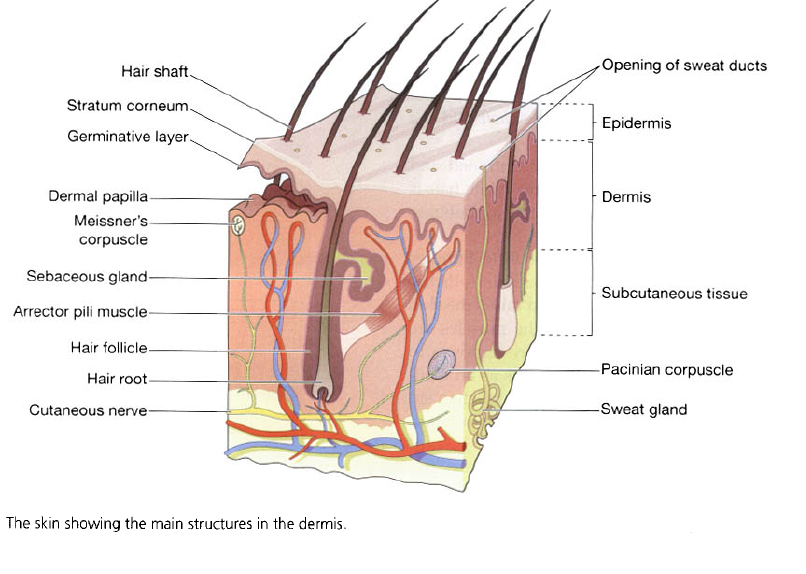 Hair shaft
Stratum corneum
Germinative layer
Dermal papilla
Meissner's
corpuscle
Sebaceous gland
Arrector pili muscle
Hair follicle
Hair root
Cutaneous nerve
Opening of sweat ducts
Epidermis
Dermis
Subcutaneous tissue
Pacinian corpuscle
Sweat gland
The skin showing the main structures in the dermis.